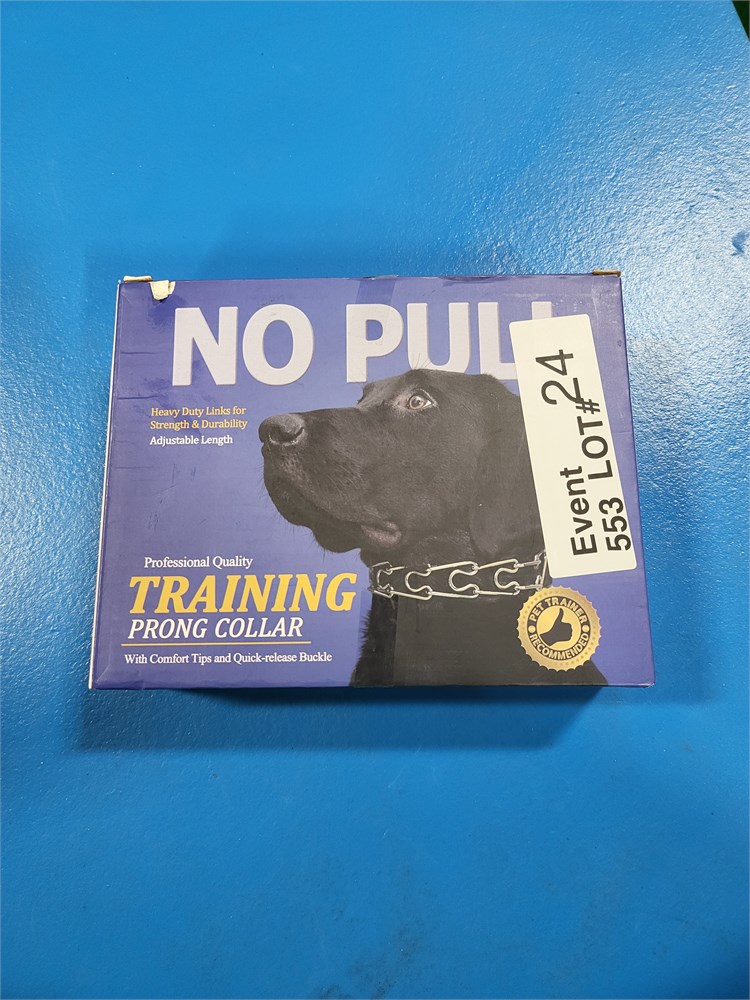 NO PULL
Heavy Duty Links for
Strength & Durability
Adjustable Length
Professional Quality
TRAINING
PRONG COLLAR
With Comfort Tips and Quick-release Buckle
Event 24
553 LOT#
PET TRAINER
RECOMMENDED